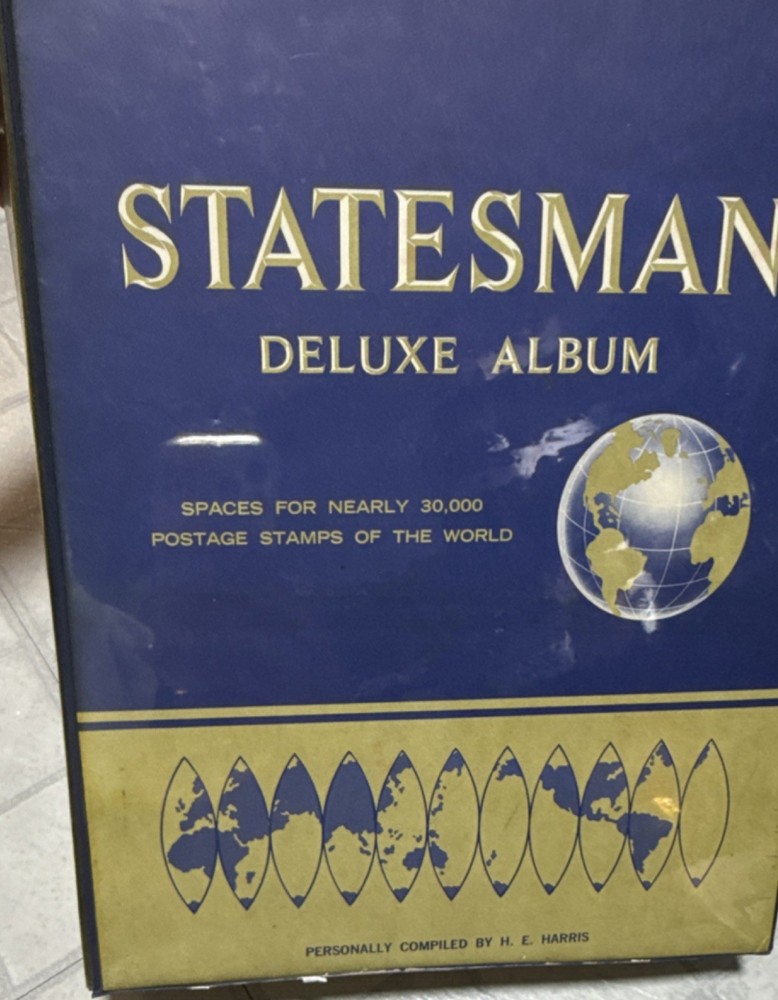 STATESMAN
DELUXE ALBUM
SPACES FOR NEARLY 30,000
POSTAGE STAMPS OF THE WORLD
PERSONALLY COMPILED BY H. E. HARRIS